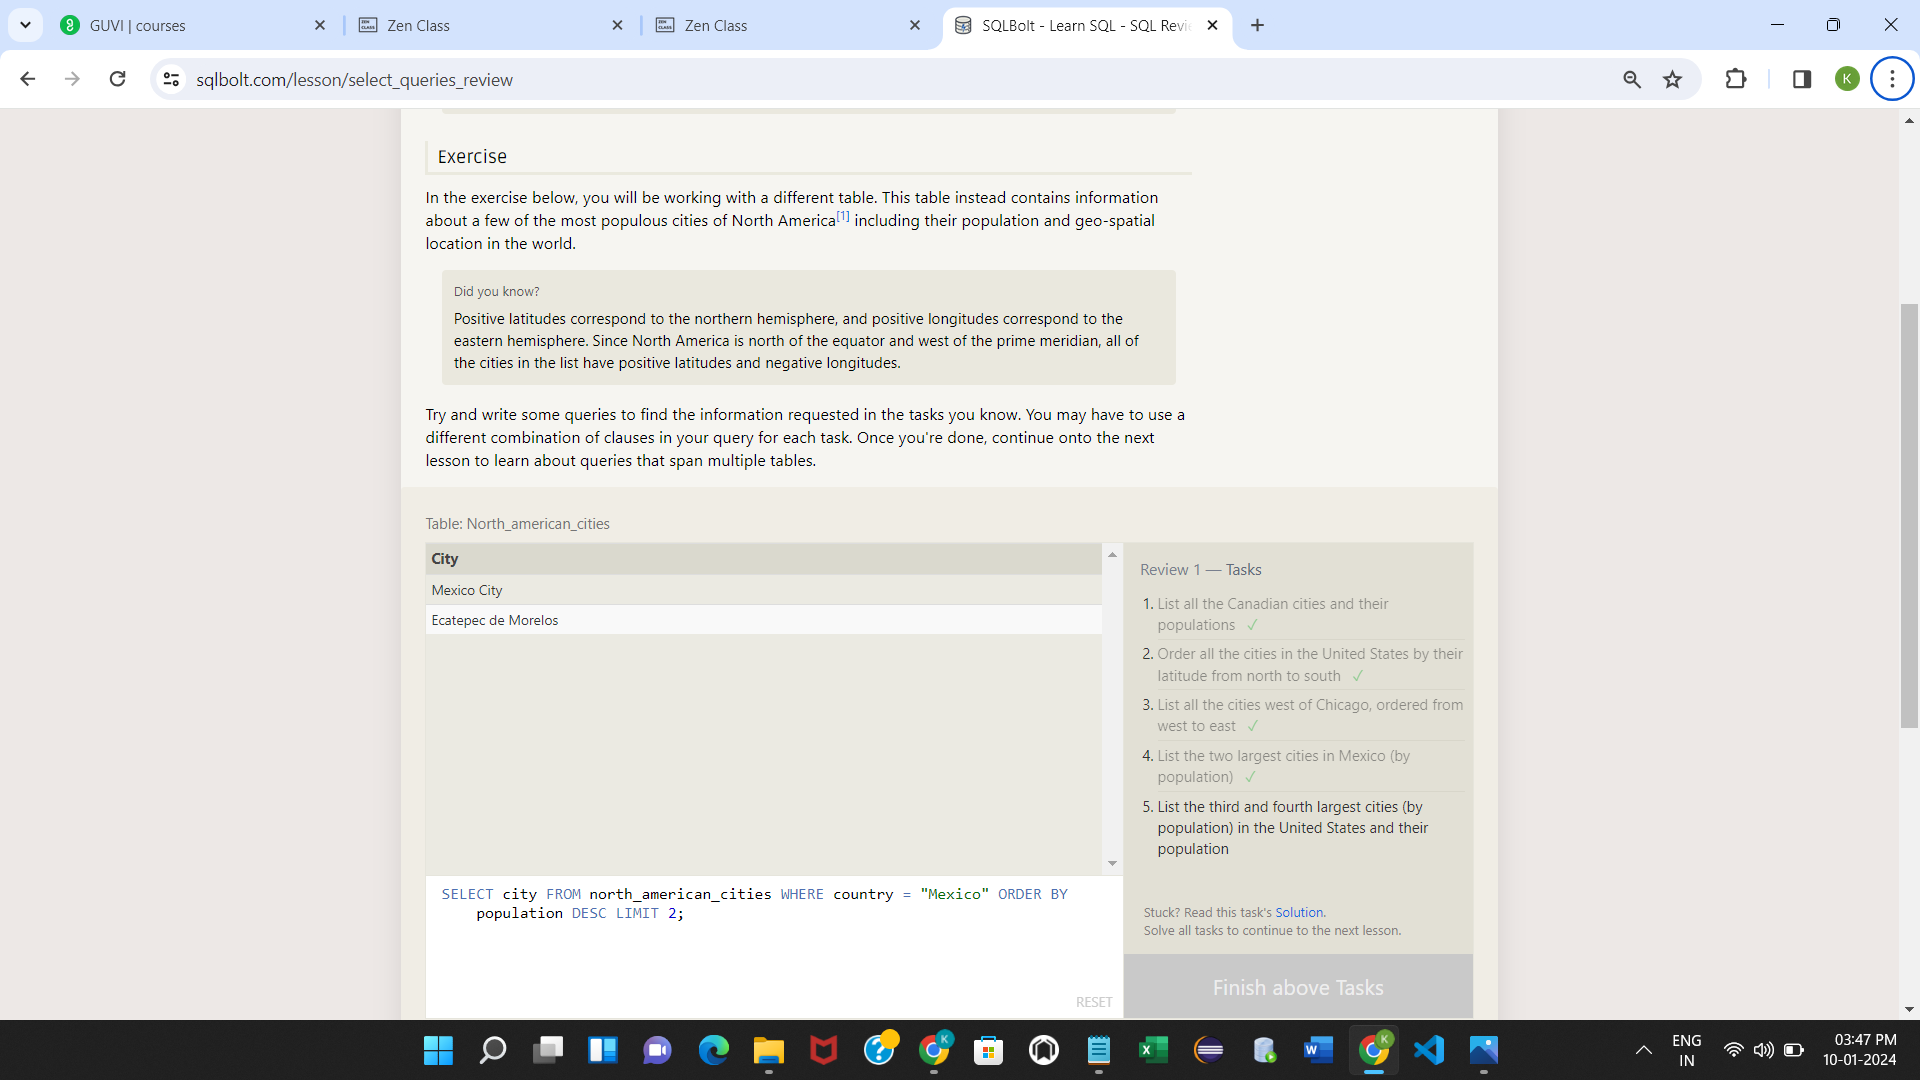 GUVI | courses
Zen Class
Zen Class
SQLBolt - Learn SQL - SQL Revi
sqlbolt.com/lesson/select_queries_review
K
Exercise
In the exercise below, you will be working with a different table. This table instead contains information
about a few of the most populous cities of North America[1] including their population and geo-spatial
location in the world.
Did you know?
Positive latitudes correspond to the northern hemisphere, and positive longitudes correspond to the
eastern hemisphere. Since North America is north of the equator and west of the prime meridian, all of
the cities in the list have positive latitudes and negative longitudes.
Try and write some queries to find the information requested in the tasks you know. You may have to use a
different combination of clauses in your query for each task. Once you're done, continue onto the next
lesson to learn about queries that span multiple tables.
Table: North_american_cities
City
Mexico City
Ecatepec de Morelos
SELECT city FROM north_american_cities WHERE country = "Mexico" ORDER BY
population DESC LIMIT 2;
RESET
Review 1 — Tasks
1. List all the Canadian cities and their
populations ✓
2. Order all the cities in the United States by their
latitude from north to south ✓
3. List all the cities west of Chicago, ordered from
west to east ✓
4. List the two largest cities in Mexico (by
population) ✓
5. List the third and fourth largest cities (by
population) in the United States and their
population
Stuck? Read this task's Solution.
Solve all tasks to continue to the next lesson.
Finish above Tasks
ENG
IN
03:47 PM
10-01-2024